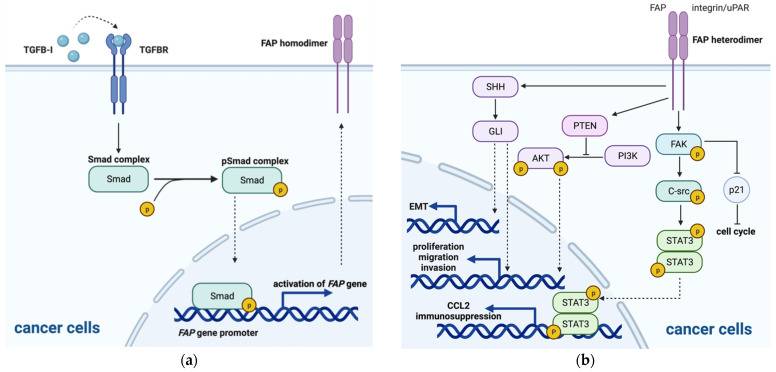 TGFB-I
TGFBR
FAP homodimer
Smad complex
Smad
p
pSmad complex
Smad
p
Smad
p
activation of FAP gene
FAP gene promoter
cancer cells
(a)
FAP
integrin/uPAR
FAP heterodimer
SHH
GLI
PTEN
AKT
p
p
PI3K
FAK
p
p21
cell cycle
C-src
p
STAT3
p
STAT3
p
EMT
proliferation
migration
invasion
CCL2
immunosuppression
STAT3
p
STAT3
p
cancer cells
(b)